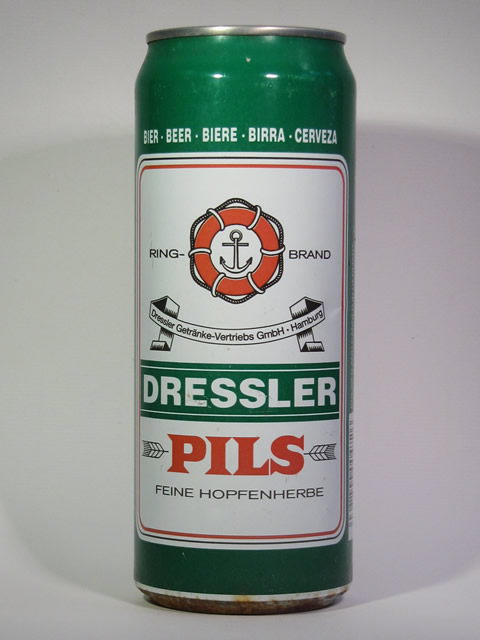 BIER · BEER · BIERE · BIRRA · CERVEZA
RING- BRAND
Dressler Getränke-Vertriebs GmbH · Hamburg
DRESSLER
PILS
FEINE HOPFENHERBE